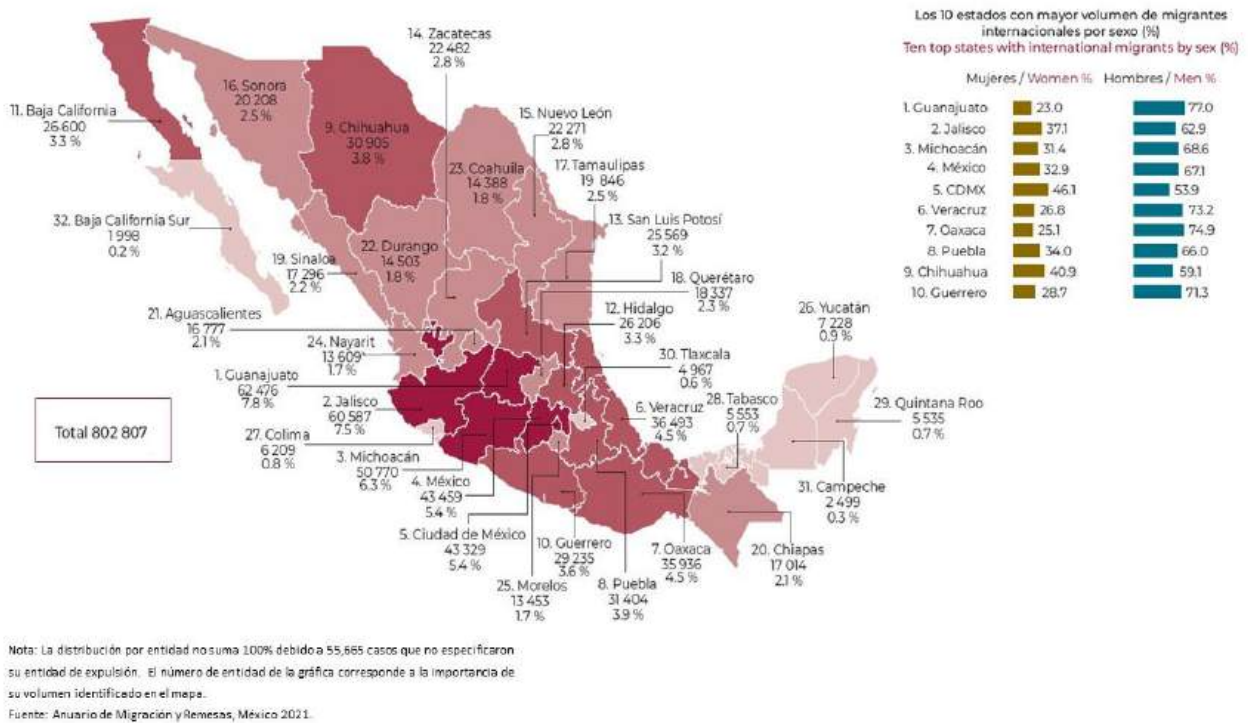 Los 10 estados con mayor volumen de migrantes
internacionales por sexo (%)
Ten top states with international migrants by sex (%)
Mujeres / Women % Hombres / Men %
1. Guanajuato 23.0 77.0
2. Jalisco 37.1 62.9
3. Michoacán 31.4 68.6
4. México 32.9 67.1
5. CDMX 46.1 53.9
6. Veracruz 26.8 73.2
7. Oaxaca 25.1 74.9
8. Puebla 34.0 66.0
9. Chihuahua 40.9 59.1
10. Guerrero 28.7 71.3
14. Zacatecas
22 482
2.8 %
16. Sonora
20 208
2.5 %
11. Baja California
26 600
3.3 %
9. Chihuahua
30 905
3.8 %
15. Nuevo León
22 271
2.8 %
23. Coahuila
14 388
1.8 %
17. Tamaulipas
19 846
2.5 %
32. Baja California Sur
1 998
0.2 %
13. San Luis Potosí
25 569
3.2 %
22. Durango
14 503
1.8 %
19. Sinaloa
17 296
2.2 %
18. Querétaro
18 337
2.3 %
21. Aguascalientes
16 777
2.1 %
12. Hidalgo
26 206
3.3 %
26. Yucatán
7 228
0.9 %
24. Nayarit
13 609
1.7 %
30. Tlaxcala
4 967
0.6 %
1. Guanajuato
62 476
7.8 %
28. Tabasco
5 553
0.7 %
29. Quintana Roo
5 535
0.7 %
2. Jalisco
60 587
7.5 %
6. Veracruz
36 493
4.5 %
Total 802 807
27. Colima
6 209
0.8 %
3. Michoacán
50 770
6.3 %
4. México
43 459
5.4 %
31. Campeche
2 499
0.3 %
5. Ciudad de México
43 329
5.4 %
10. Guerrero
29 235
3.6 %
7. Oaxaca
35 936
4.5 %
20. Chiapas
17 014
2.1 %
25. Morelos
13 453
1.7 %
8. Puebla
31 404
3.9 %
Nota: La distribución por entidad no suma 100% debido a 55,665 casos que no especificaron
su entidad de expulsión. El número de entidad de la gráfica corresponde a la importancia de
su volumen identificado en el mapa.
Fuente: Anuario de Migración y Remesas, México 2021.